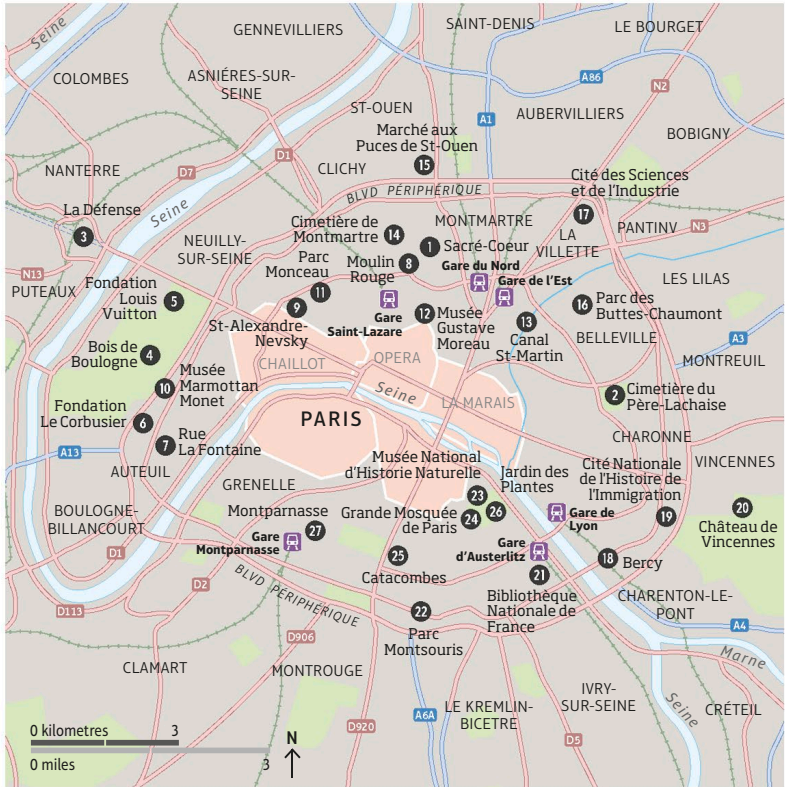 GENNEVILLIERS
SAINT-DENIS
LE BOURGET
Seine
COLOMBES
ASNIÉRES-SUR-
SEINE
A86
N2
ST-OUEN
AUBERVILLIERS
A1
BOBIGNY
Marché aux
Puces de St-Ouen
15
D1
CLICHY
D7
NANTERRE
BLVD PÉRIPHÉRIQUE
Cité des Sciences
et de l'Industrie
17
La Défense
3
Seine
Cimetière de
Montmartre
14
MONTMARTRE
1
Sacré-Coeur
LA
VILLETTE
PANTINV
N3
NEUILLY-
SUR-SEINE
Parc
Monceau
11
Moulin
Rouge
8
Gare du Nord
Gare de l'Est
N13
PUTEAUX
LES LILAS
Fondation
Louis
Vuitton
5
9
St-Alexandre-
Nevsky
Gare
Saint-Lazare
12
Musée
Gustave
Moreau
13
Canal
St-Martin
16
Parc des
Buttes-Chaumont
BELLEVILLE
A3
MONTREUIL
Bois de
Boulogne
4
CHAILLOT
OPERA
10
Musée
Marmottan
Monet
Seine
LA MARAIS
2
Cimetière du
Père-Lachaise
Fondation
Le Corbusier
6
PARIS
7
Rue
La Fontaine
CHARONNE
A13
AUTEUIL
Musée National
d'Historie Naturelle
23
Jardin des
Plantes
26
Cité Nationale
de l'Histoire de
l'Immigration
19
VINCENNES
GRENELLE
BOULOGNE-
BILLANCOURT
Montparnasse
27
Gare
Montparnasse
Grande Mosquée
de Paris
24
Gare de
Lyon
20
Château de
Vincennes
Gare
d'Austerlitz
25
Catacombes
18
Bercy
D1
D2
21
Bibliothèque
Nationale de
France
BLVD PÉRIPHÉRIQUE
22
Parc
Montsouris
CHARENTON-LE-
PONT
D113
A4
D906
Marne
CLAMART
MONTROUGE
IVRY-
SUR-SEINE
Seine
CRÉTEIL
LE KREMLIN-
BICETRE
A6A
D920
D5
0 kilometres 3
0 miles 3
N